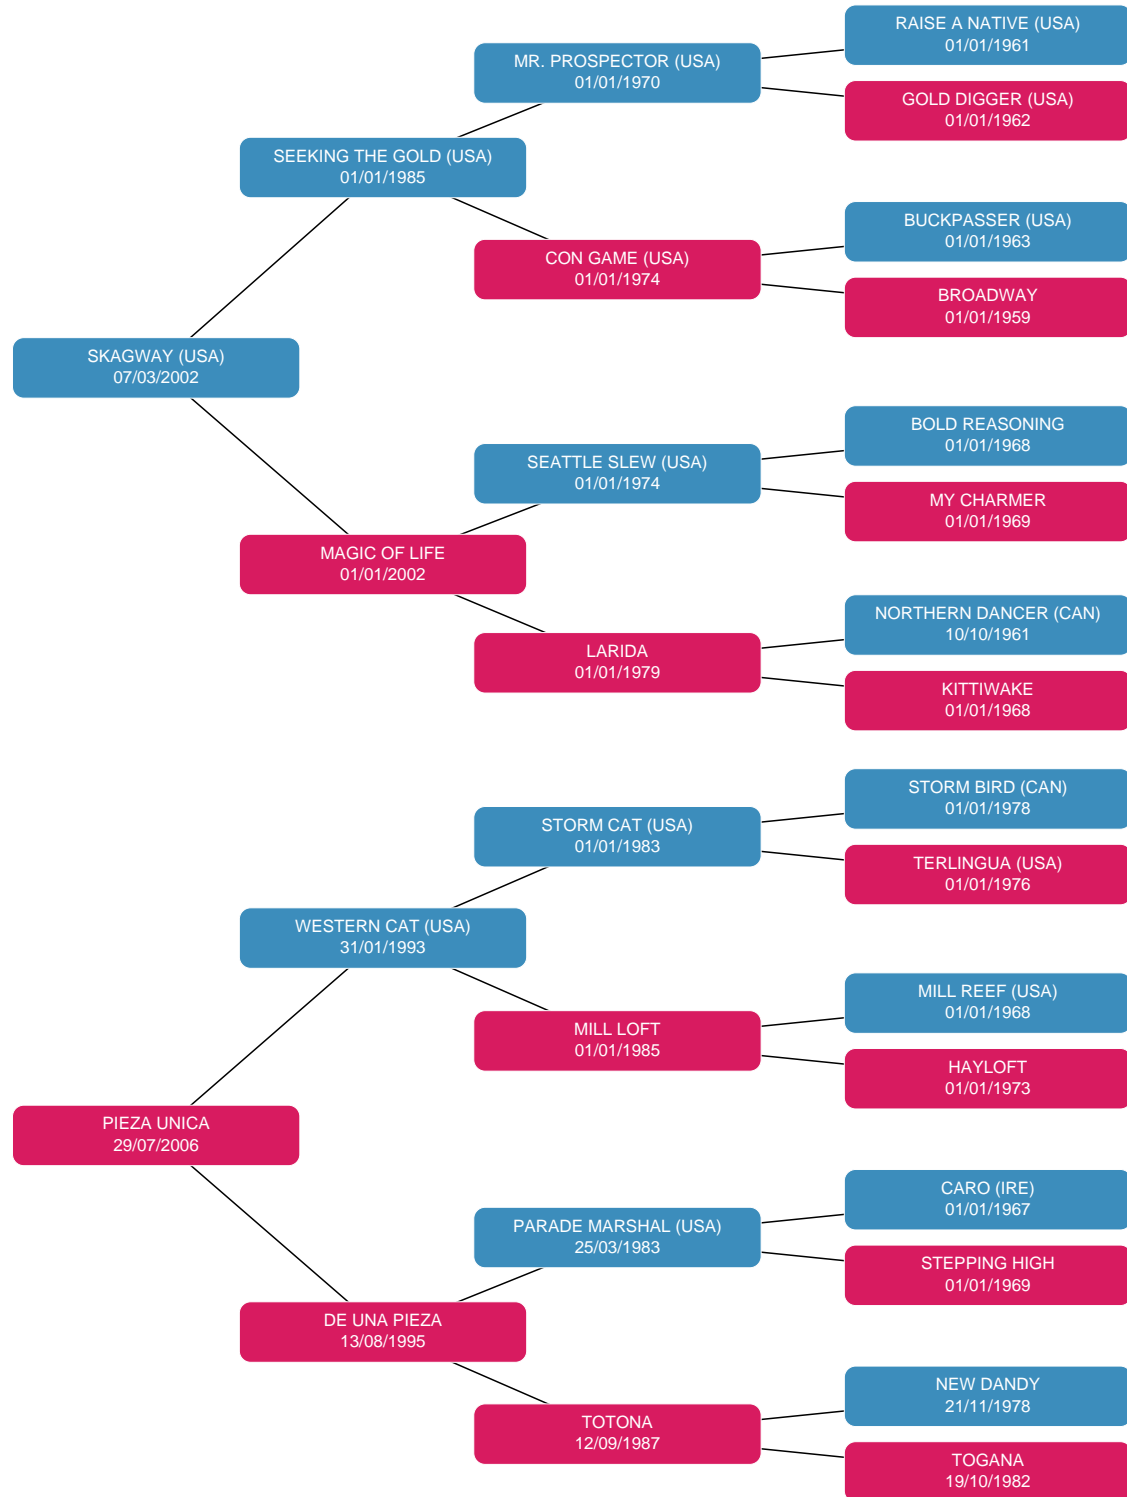 RAISE A NATIVE (USA)
01/01/1961
MR. PROSPECTOR (USA)
01/01/1970
GOLD DIGGER (USA)
01/01/1962
SEEKING THE GOLD (USA)
01/01/1985
BUCKPASSER (USA)
01/01/1963
CON GAME (USA)
01/01/1974
BROADWAY
01/01/1959
SKAGWAY (USA)
07/03/2002
BOLD REASONING
01/01/1968
SEATTLE SLEW (USA)
01/01/1974
MY CHARMER
01/01/1969
MAGIC OF LIFE
01/01/2002
NORTHERN DANCER (CAN)
10/10/1961
LARIDA
01/01/1979
KITTIWAKE
01/01/1968
STORM BIRD (CAN)
01/01/1978
STORM CAT (USA)
01/01/1983
TERLINGUA (USA)
01/01/1976
WESTERN CAT (USA)
31/01/1993
MILL REEF (USA)
01/01/1968
MILL LOFT
01/01/1985
HAYLOFT
01/01/1973
PIEZA UNICA
29/07/2006
CARO (IRE)
01/01/1967
PARADE MARSHAL (USA)
25/03/1983
STEPPING HIGH
01/01/1969
DE UNA PIEZA
13/08/1995
NEW DANDY
21/11/1978
TOTONA
12/09/1987
TOGANA
19/10/1982